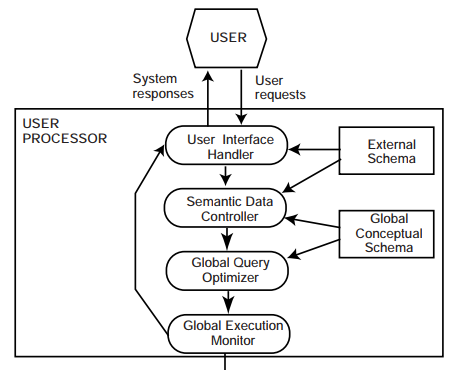 USER
System
responses
User
requests
USER
PROCESSOR
User Interface
Handler
External
Schema
Semantic Data
Controller
Global
Conceptual
Schema
Global Query
Optimizer
Global Execution
Monitor